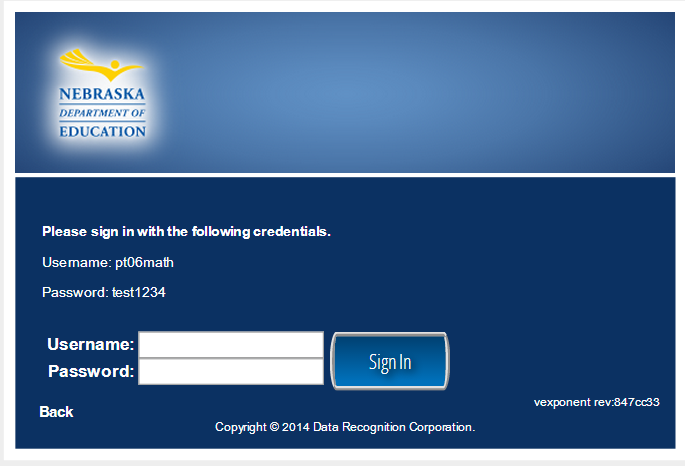 NEBRASKA
DEPARTMENT OF
EDUCATION
Please sign in with the following credentials.
Username: pt06math
Password: test1234
Username:
Password:
Sign In
Back
vexponent rev:847cc33
Copyright © 2014 Data Recognition Corporation.